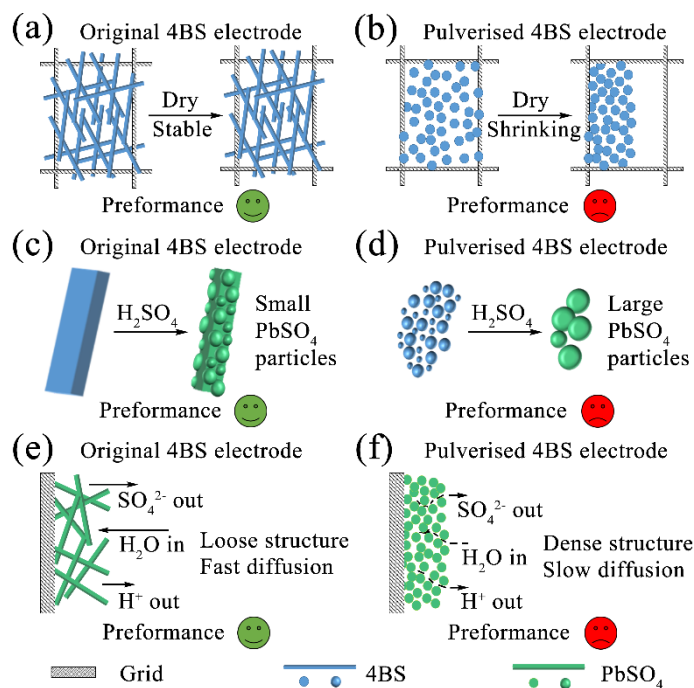 (a) Original 4BS electrode
Dry
Stable
Preformance
(b) Pulverised 4BS electrode
Dry
Shrinking
Preformance
(c) Original 4BS electrode
H₂SO₄
Small
PbSO₄
particles
Preformance
(d) Pulverised 4BS electrode
H₂SO₄
Large
PbSO₄
particles
Preformance
(e) Original 4BS electrode
SO₄²⁻ out
H₂O in
H⁺ out
Loose structure
Fast diffusion
Preformance
(f) Pulverised 4BS electrode
SO₄²⁻ out
H₂O in
H⁺ out
Dense structure
Slow diffusion
Preformance
Grid
4BS
PbSO₄